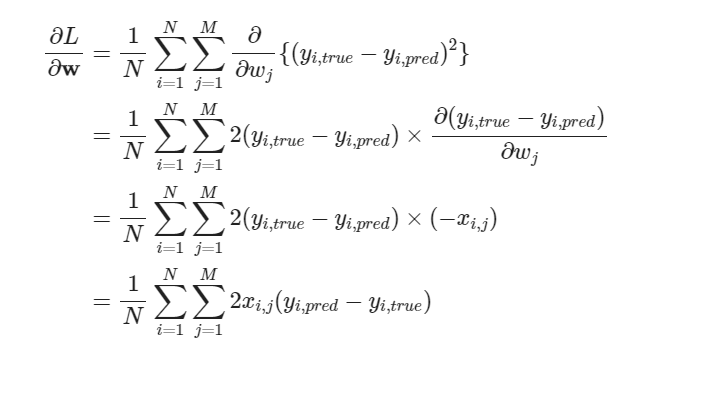 ∂L/∂𝐰 = 1/N ∑_{i=1}^{N} ∑_{j=1}^{M} ∂/∂w_j {(y_{i,true} − y_{i,pred})²}
= 1/N ∑_{i=1}^{N} ∑_{j=1}^{M} 2(y_{i,true} − y_{i,pred}) × ∂(y_{i,true} − y_{i,pred})/∂w_j
= 1/N ∑_{i=1}^{N} ∑_{j=1}^{M} 2(y_{i,true} − y_{i,pred}) × (−x_{i,j})
= 1/N ∑_{i=1}^{N} ∑_{j=1}^{M} 2x_{i,j}(y_{i,pred} − y_{i,true})